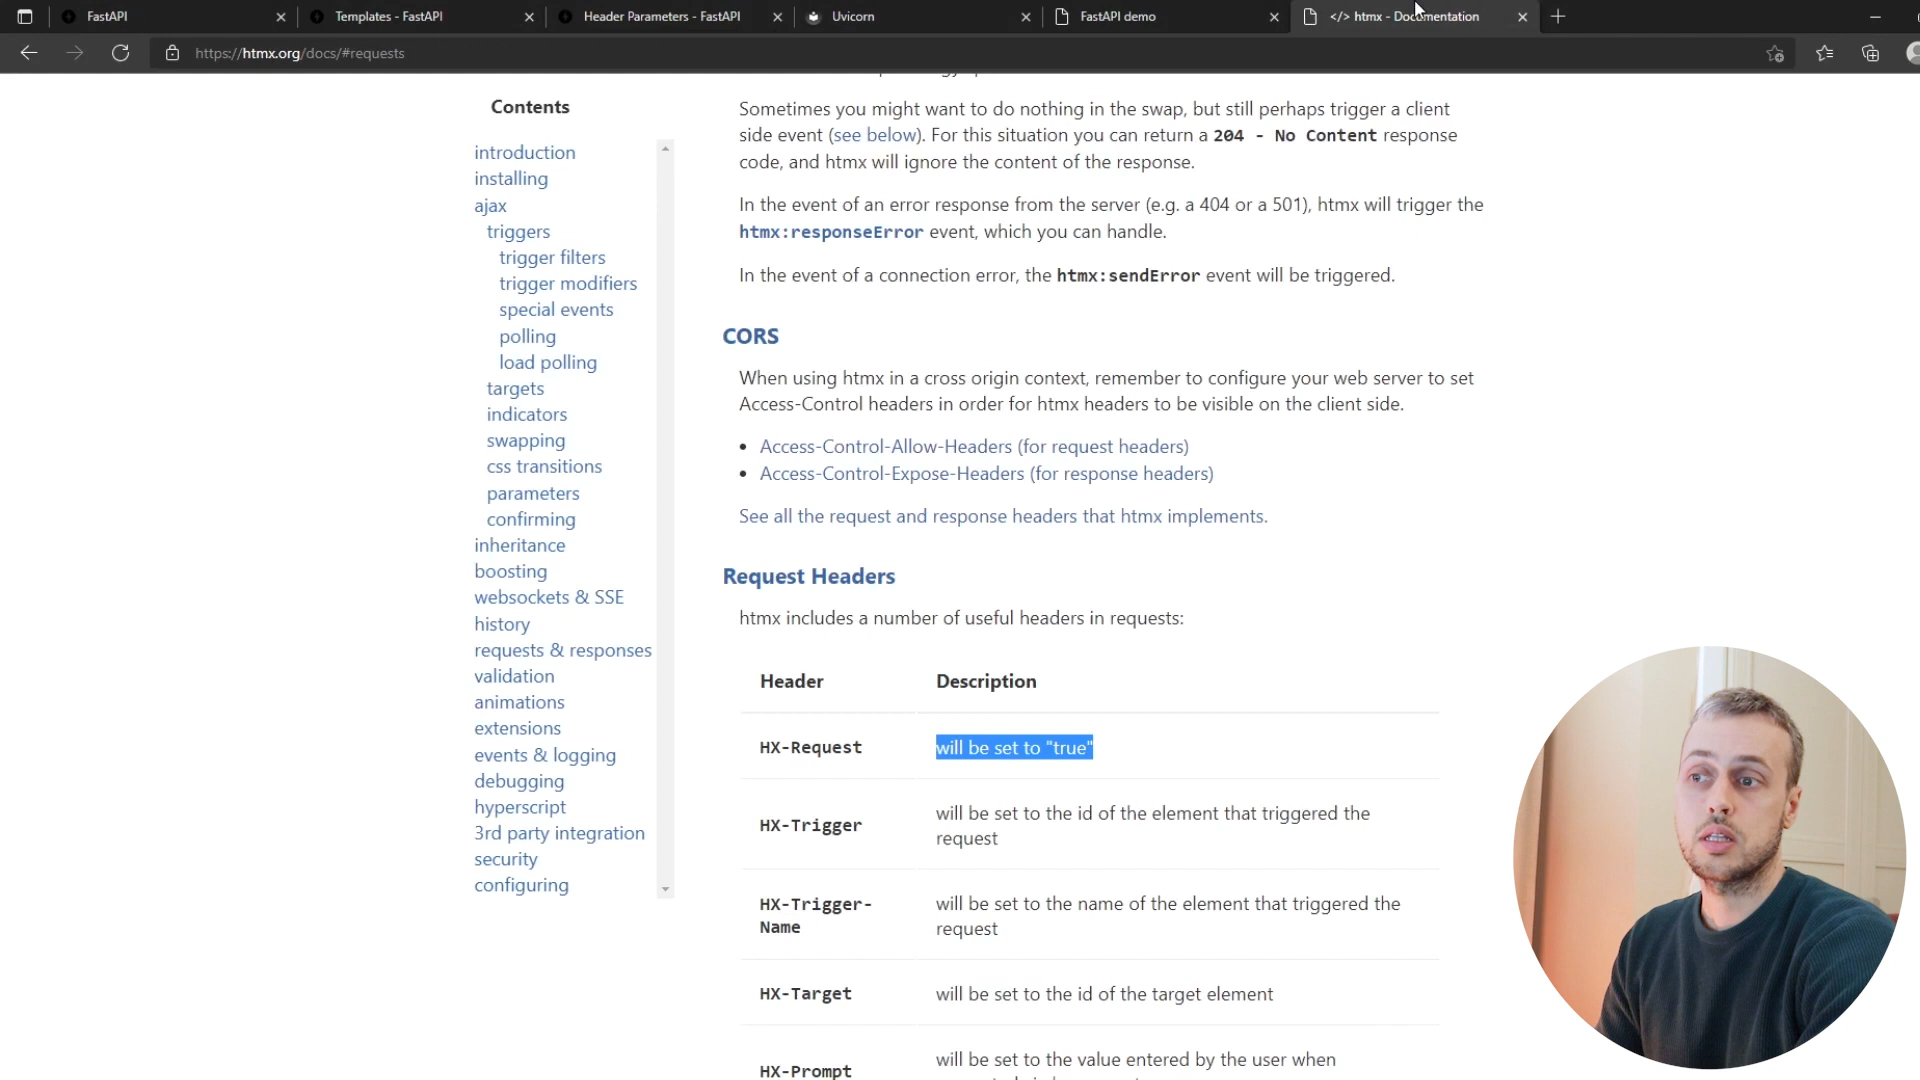 FastAPI
Templates - FastAPI
Header Parameters - FastAPI
Uvicorn
FastAPI demo
</> htmx - Documentation
https://htmx.org/docs/#requests
Contents
introduction
installing
ajax
triggers
trigger filters
trigger modifiers
special events
polling
load polling
targets
indicators
swapping
css transitions
parameters
confirming
inheritance
boosting
websockets & SSE
history
requests & responses
validation
animations
extensions
events & logging
debugging
hyperscript
3rd party integration
security
configuring
Sometimes you might want to do nothing in the swap, but still perhaps trigger a client
side event (see below). For this situation you can return a 204 - No Content response
code, and htmx will ignore the content of the response.
In the event of an error response from the server (e.g. a 404 or a 501), htmx will trigger the
htmx:responseError event, which you can handle.
In the event of a connection error, the htmx:sendError event will be triggered.
CORS
When using htmx in a cross origin context, remember to configure your web server to set
Access-Control headers in order for htmx headers to be visible on the client side.
• Access-Control-Allow-Headers (for request headers)
• Access-Control-Expose-Headers (for response headers)
See all the request and response headers that htmx implements.
Request Headers
htmx includes a number of useful headers in requests:
Header Description
HX-Request will be set to "true"
HX-Trigger will be set to the id of the element that triggered the
request
HX-Trigger-
Name
will be set to the name of the element that triggered the
request
HX-Target will be set to the id of the target element
HX-Prompt will be set to the value entered by the user when